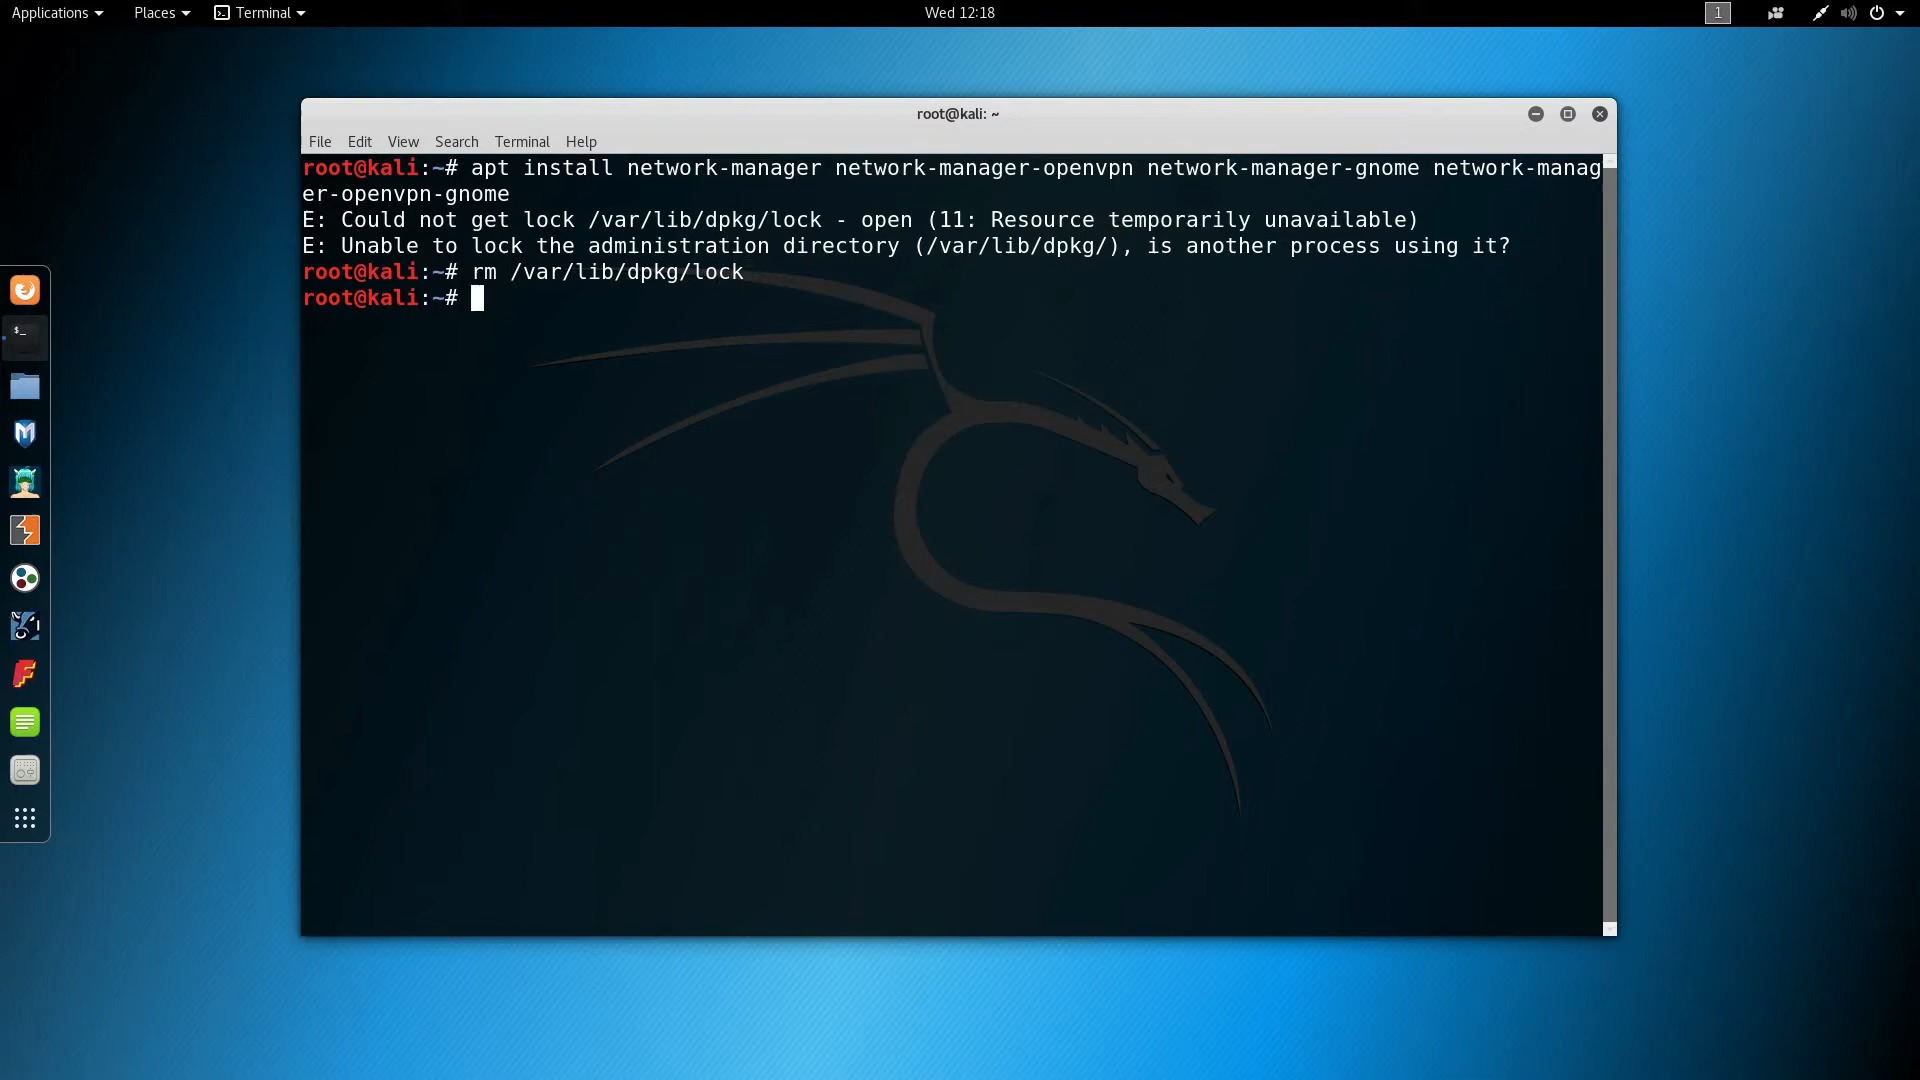 Applications Places Terminal Wed 12:18 1
root@kali: ~
File Edit View Search Terminal Help
root@kali:~# apt install network-manager network-manager-openvpn network-manager-gnome network-manag
er-openvpn-gnome
E: Could not get lock /var/lib/dpkg/lock - open (11: Resource temporarily unavailable)
E: Unable to lock the administration directory (/var/lib/dpkg/), is another process using it?
root@kali:~# rm /var/lib/dpkg/lock
root@kali:~#
$_